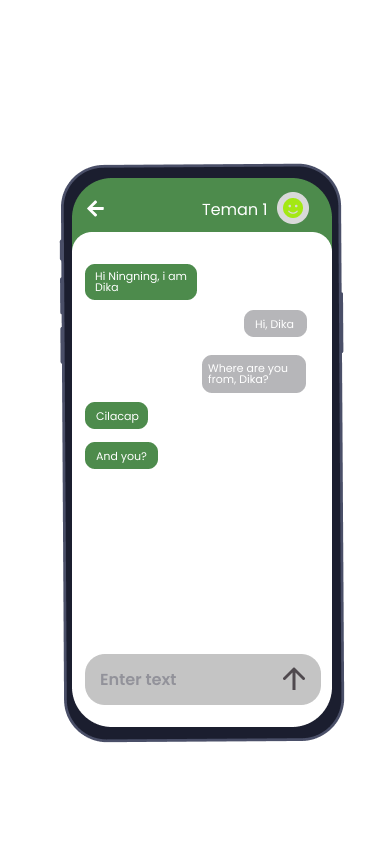 Teman 1
Hi Ningning, i am
Dika
Hi, Dika
Where are you
from, Dika?
Cilacap
And you?
Enter text